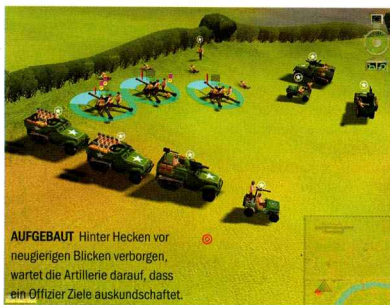 AUFGEBAUT Hinter Hecken vor
neugierigen Blicken verborgen,
wartet die Artillerie darauf, dass
ein Offizier Ziele auskundschaftet.